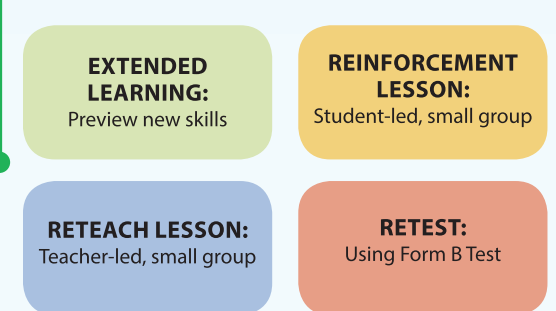 EXTENDED
LEARNING:
Preview new skills
REINFORCEMENT
LESSON:
Student-led, small group
RETEACH LESSON:
Teacher-led, small group
RETEST:
Using Form B Test